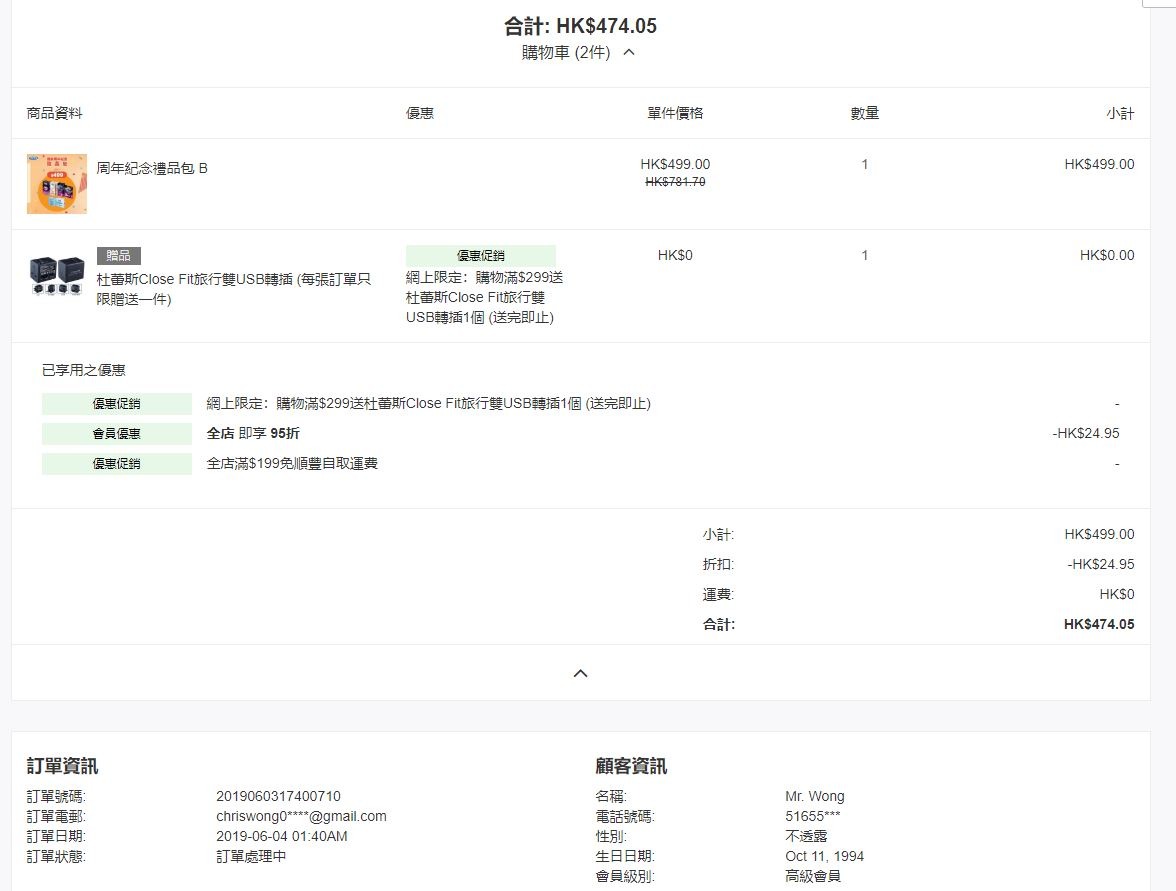 合計: HK$474.05
購物車 (2件)
商品資料 優惠 單件價格 數量 小計
周年紀念禮品包 B HK$499.00 1 HK$499.00
HK$781.70
贈品 優惠促銷 HK$0 1 HK$0.00
杜蕾斯Close Fit旅行雙USB轉插 (每張訂單只
限贈送一件)
網上限定：購物滿$299送
杜蕾斯Close Fit旅行雙
USB轉插1個 (送完即止)
已享用之優惠
優惠促銷 網上限定：購物滿$299送杜蕾斯Close Fit旅行雙USB轉插1個 (送完即止) -
會員優惠 全店 即享 95折 -HK$24.95
優惠促銷 全店滿$199免順豐自取運費 -
小計: HK$499.00
折扣: -HK$24.95
運費: HK$0
合計: HK$474.05
訂單資訊
訂單號碼: 2019060317400710
訂單電郵: chriswong0****@gmail.com
訂單日期: 2019-06-04 01:40AM
訂單狀態: 訂單處理中
顧客資訊
名稱: Mr. Wong
電話號碼: 51655***
性別: 不透露
生日日期: Oct 11, 1994
會員級別: 高級會員